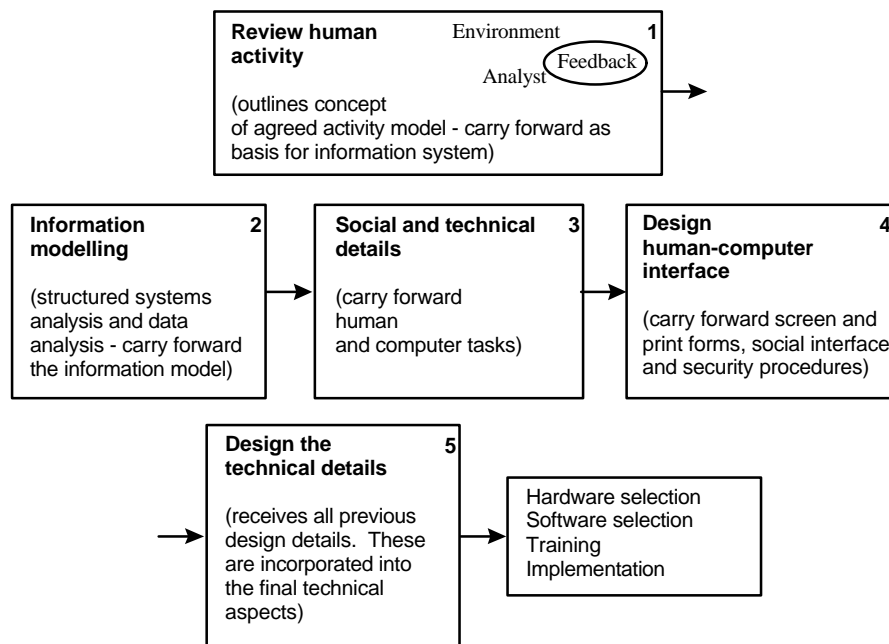 Review human
activity
Environment
1
Feedback
Analyst
(outlines concept
of agreed activity model - carry forward as
basis for information system)
Information
modelling
2
(structured systems
analysis and data
analysis - carry forward
the information model)
Social and technical
details
3
(carry forward
human
and computer tasks)
Design
human-computer
interface
4
(carry forward screen and
print forms, social interface
and security procedures)
Design the
technical details
5
(receives all previous
design details. These
are incorporated into
the final technical
aspects)
Hardware selection
Software selection
Training
Implementation